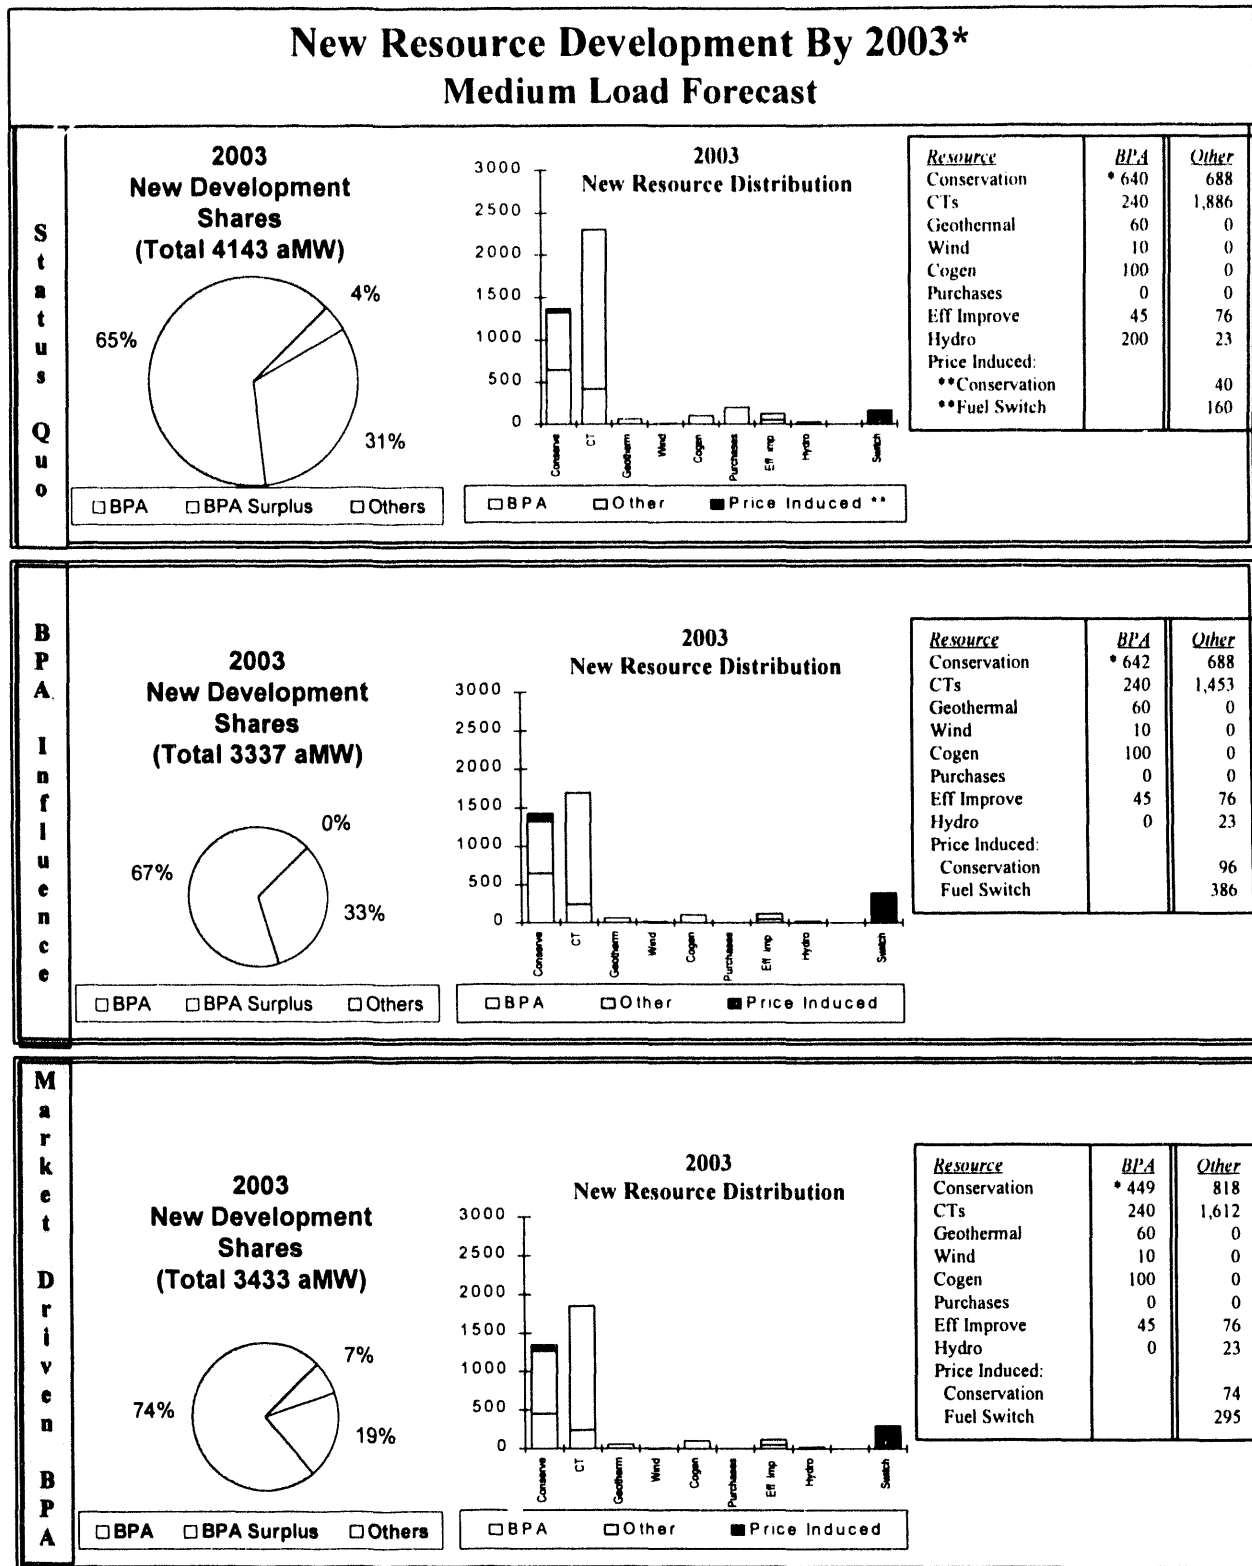 New Resource Development By 2003*
Medium Load Forecast
Status Quo
2003
New Development
Shares
(Total 4143 aMW)
4%
65%
31%
BPA BPA Surplus Others
2003
New Resource Distribution
3000
2500
2000
1500
1000
500
0
Conserve CT Geotherm Wind Cogen Purchases Eff Imp Hydro Switch
BPA Other Price Induced **
Resource BPA Other
Conservation * 640 688
CTs 240 1,886
Geothermal 60 0
Wind 10 0
Cogen 100 0
Purchases 0 0
Eff Improve 45 76
Hydro 200 23
Price Induced:
**Conservation 40
**Fuel Switch 160
BPA Influence
2003
New Development
Shares
(Total 3337 aMW)
0%
67%
33%
BPA BPA Surplus Others
2003
New Resource Distribution
3000
2500
2000
1500
1000
500
0
Conserve CT Geotherm Wind Cogen Purchases Eff Imp Hydro Switch
BPA Other Price Induced
Resource BPA Other
Conservation * 642 688
CTs 240 1,453
Geothermal 60 0
Wind 10 0
Cogen 100 0
Purchases 0 0
Eff Improve 45 76
Hydro 0 23
Price Induced:
Conservation 96
Fuel Switch 386
Market Driven BPA
2003
New Development
Shares
(Total 3433 aMW)
7%
74%
19%
BPA BPA Surplus Others
2003
New Resource Distribution
3000
2500
2000
1500
1000
500
0
Conserve CT Geotherm Wind Cogen Purchases Eff Imp Hydro Switch
BPA Other Price Induced
Resource BPA Other
Conservation * 449 818
CTs 240 1,612
Geothermal 60 0
Wind 10 0
Cogen 100 0
Purchases 0 0
Eff Improve 45 76
Hydro 0 23
Price Induced:
Conservation 74
Fuel Switch 295